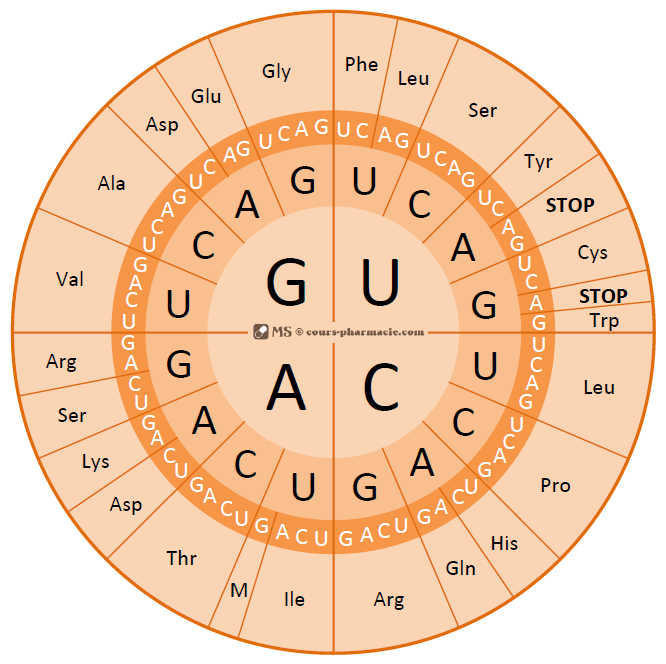 Phe
Leu
Ser
Tyr
STOP
Cys
STOP
Trp
Leu
Pro
His
Gln
Arg
Ile
M
Thr
Asp
Lys
Ser
Arg
Val
Ala
Asp
Glu
Gly
U C A G U C A G U C A G U C A G
U C A G U C A G U C A G U C A G
U C A G U C A G U C A G U C A G
U C A G U C A G U C A G U C A G
U C A G
U C A G
U C A G
U C A G
G U
MS © cours-pharmacie.com
A C